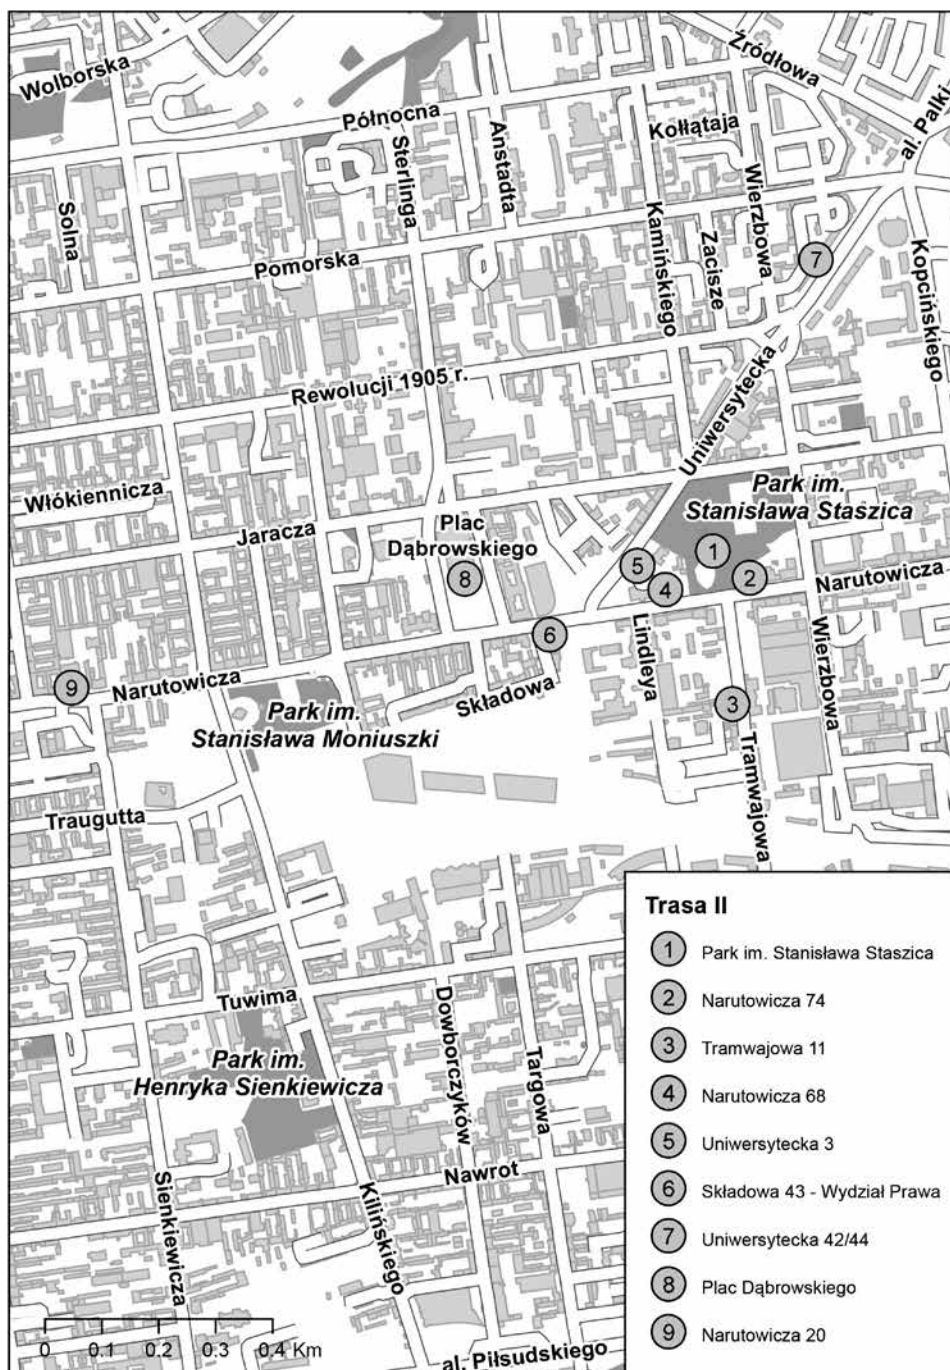 Wolborska
Źródłowa
Północna
Kołłątaja
al. Palki
Sterlinga
Anstadta
Solna
Kamińskiego
Zacisze
Wierzbowa
Pomorska
7
Kopcińskiego
Rewolucji 1905 r.
Uniwersytecka
Włókiennicza
Jaracza
Plac
Dąbrowskiego
Park im.
Stanisława Staszica
1
5
8
4
2
Narutowicza
6
Lindleya
Wierzbowa
9
Narutowicza
Składowa
3
Park im.
Stanisława Moniuszki
Tramwajowa
Traugutta
Tuwima
Dowborczyków
Targowa
Park im.
Henryka Sienkiewicza
Nawrot
Sienkiewicza
Kilińskiego
al. Piłsudskiego
0 0.1 0.2 0.3 0.4 Km
Trasa II
1 Park im. Stanisława Staszica
2 Narutowicza 74
3 Tramwajowa 11
4 Narutowicza 68
5 Uniwersytecka 3
6 Składowa 43 - Wydział Prawa
7 Uniwersytecka 42/44
8 Plac Dąbrowskiego
9 Narutowicza 20